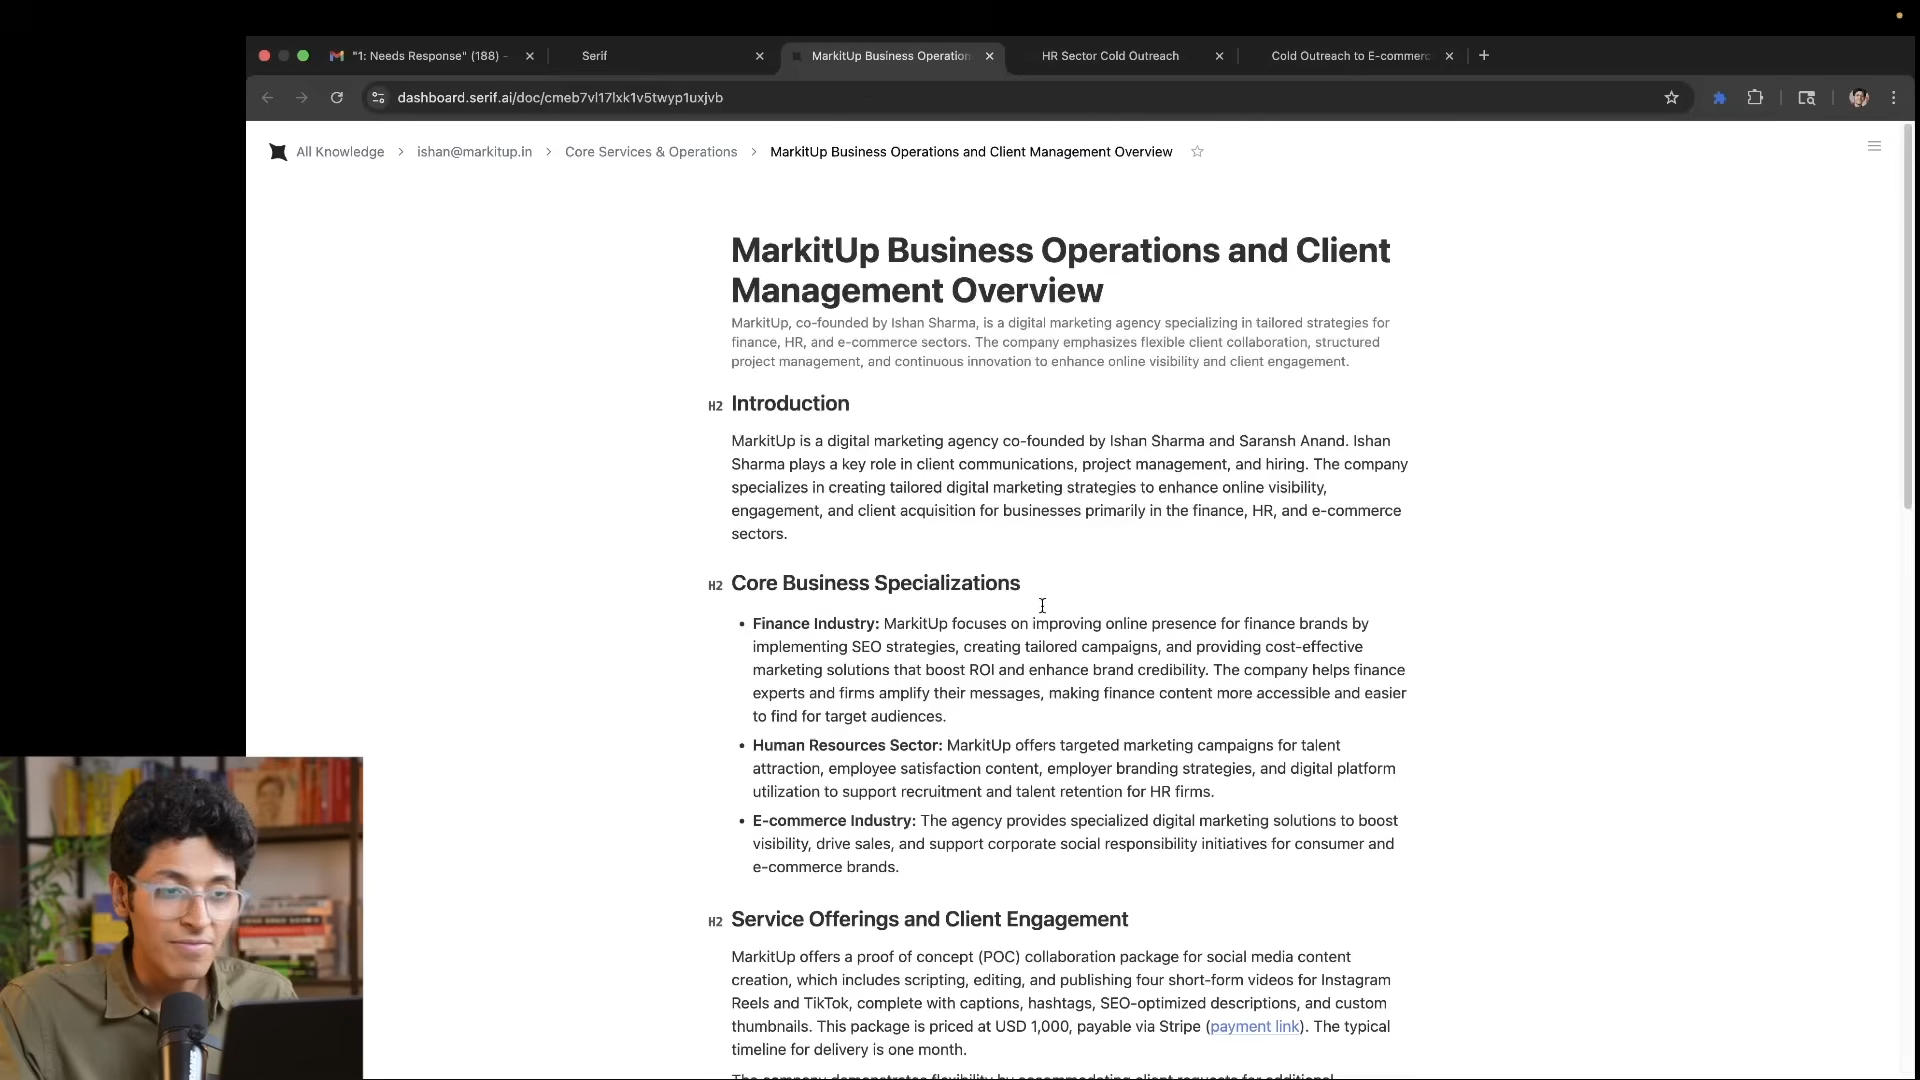 "1: Needs Response" (188) -
Serif
MarkitUp Business Operation
HR Sector Cold Outreach
Cold Outreach to E-commerc
dashboard.serif.ai/doc/cmeb7vl17lxk1v5twyp1uxjvb
All Knowledge > ishan@markitup.in > Core Services & Operations > MarkitUp Business Operations and Client Management Overview
MarkitUp Business Operations and Client
Management Overview
MarkitUp, co-founded by Ishan Sharma, is a digital marketing agency specializing in tailored strategies for
finance, HR, and e-commerce sectors. The company emphasizes flexible client collaboration, structured
project management, and continuous innovation to enhance online visibility and client engagement.
H2 Introduction
MarkitUp is a digital marketing agency co-founded by Ishan Sharma and Saransh Anand. Ishan
Sharma plays a key role in client communications, project management, and hiring. The company
specializes in creating tailored digital marketing strategies to enhance online visibility,
engagement, and client acquisition for businesses primarily in the finance, HR, and e-commerce
sectors.
H2 Core Business Specializations
• Finance Industry: MarkitUp focuses on improving online presence for finance brands by
implementing SEO strategies, creating tailored campaigns, and providing cost-effective
marketing solutions that boost ROI and enhance brand credibility. The company helps finance
experts and firms amplify their messages, making finance content more accessible and easier
to find for target audiences.
• Human Resources Sector: MarkitUp offers targeted marketing campaigns for talent
attraction, employee satisfaction content, employer branding strategies, and digital platform
utilization to support recruitment and talent retention for HR firms.
• E-commerce Industry: The agency provides specialized digital marketing solutions to boost
visibility, drive sales, and support corporate social responsibility initiatives for consumer and
e-commerce brands.
H2 Service Offerings and Client Engagement
MarkitUp offers a proof of concept (POC) collaboration package for social media content
creation, which includes scripting, editing, and publishing four short-form videos for Instagram
Reels and TikTok, complete with captions, hashtags, SEO-optimized descriptions, and custom
thumbnails. This package is priced at USD 1,000, payable via Stripe (payment link). The typical
timeline for delivery is one month.
The company demonstrates flexibility by accommodating client requests for additional